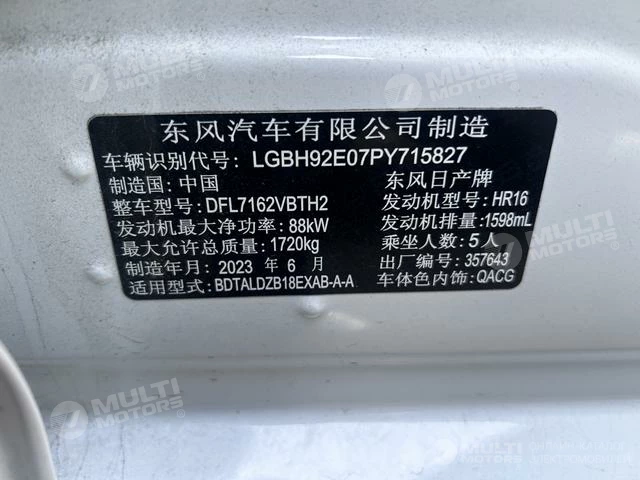 东风汽车有限公司制造
车辆识别代号: LGBH92E07PY715827
制造国: 中国 东风日产牌
整车型号: DFL7162VBTH2 发动机型号: HR16
发动机最大净功率: 88kW 发动机排量: 1598mL
最大允许总质量: 1720kg 乘坐人数: 5人
制造年月: 2023 年 6 月 出厂编号: 357643
适用型式: BDTALDZB18EXAB-A-A 车体色内饰: QACG
MULTI MOTORS
MULTI MOTORS
MULTI MOTORS
MULTI MOTORS